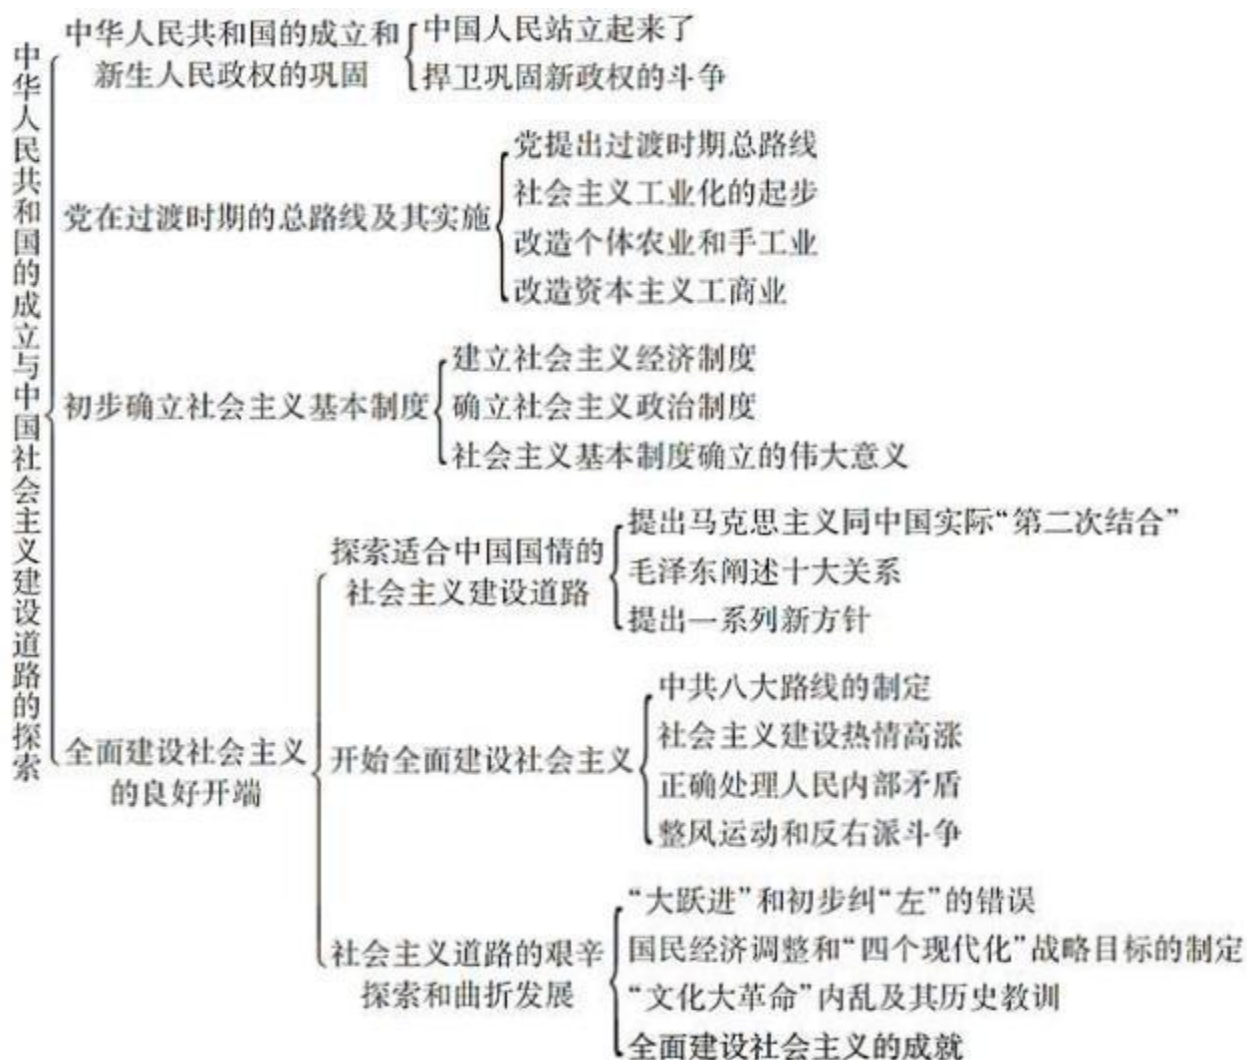 中华人民共和国的成立与中国社会主义建设道路的探索
中华人民共和国的成立和
新生人民政权的巩固
中国人民站立起来了
捍卫巩固新政权的斗争
党在过渡时期的总路线及其实施
党提出过渡时期总路线
社会主义工业化的起步
改造个体农业和手工业
改造资本主义工商业
初步确立社会主义基本制度
建立社会主义经济制度
确立社会主义政治制度
社会主义基本制度确立的伟大意义
全面建设社会主义
的良好开端
探索适合中国国情的
社会主义建设道路
提出马克思主义同中国实际“第二次结合”
毛泽东阐述十大关系
提出一系列新方针
开始全面建设社会主义
中共八大路线的制定
社会主义建设热情高涨
正确处理人民内部矛盾
整风运动和反右派斗争
社会主义道路的艰辛
探索和曲折发展
“大跃进”和初步纠“左”的错误
国民经济调整和“四个现代化”战略目标的制定
“文化大革命”内乱及其历史教训
全面建设社会主义的成就